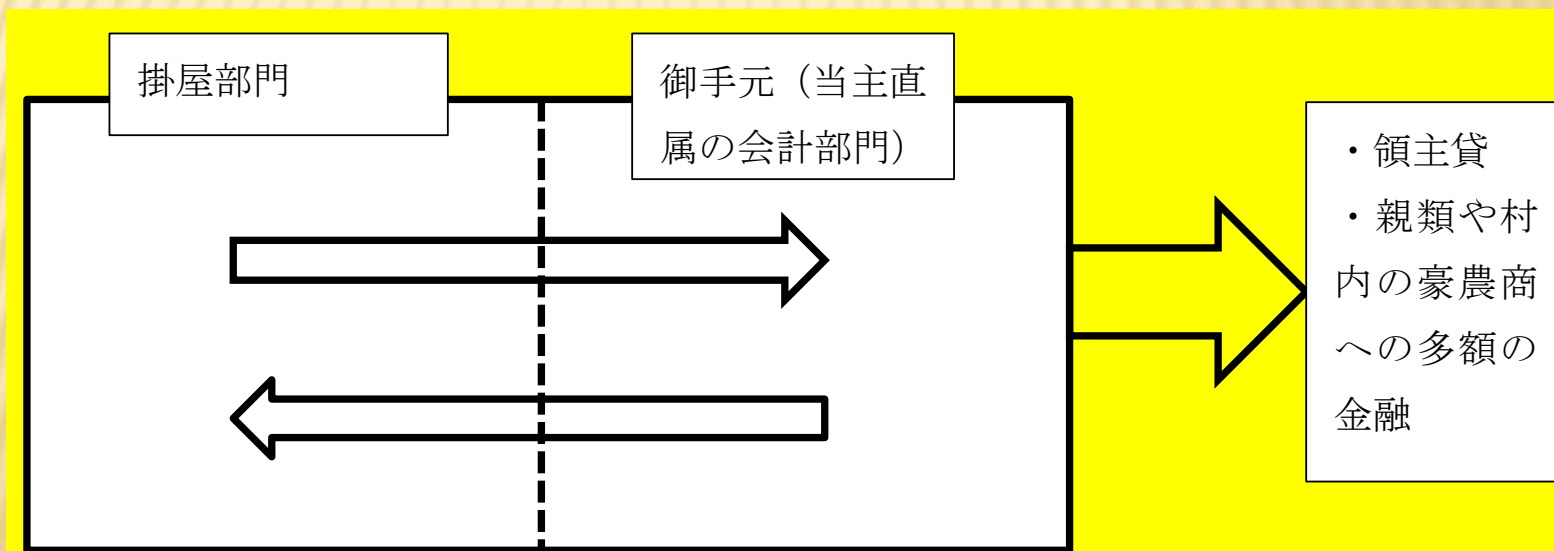 掛屋部門
御手元（当主直
属の会計部門）
・領主貸
・親類や村
内の豪農商
への多額の
金融